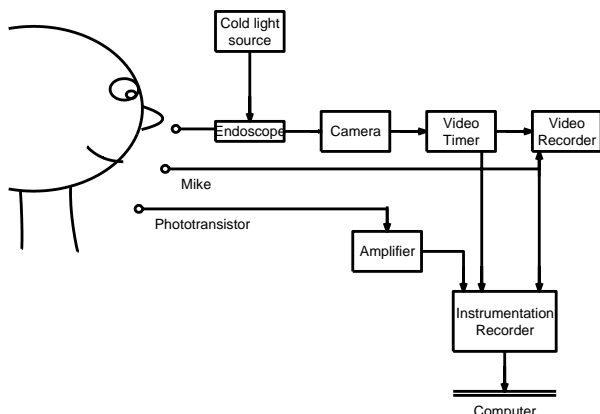 Cold light
source
Endoscope
Camera
Video
Timer
Video
Recorder
Mike
Phototransistor
Amplifier
Instrumentation
Recorder
Computer